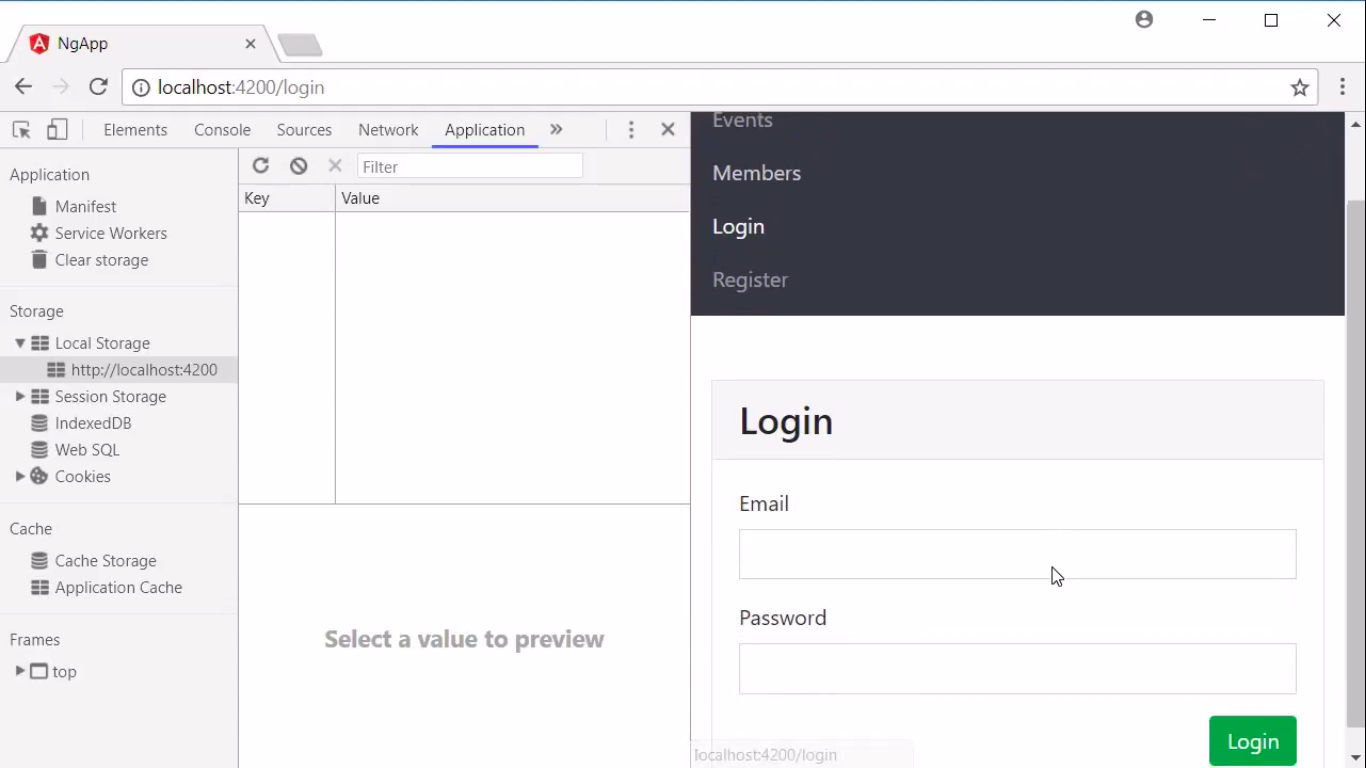 NgApp
localhost:4200/login
Elements Console Sources Network Application »
Application
Manifest
Service Workers
Clear storage
Storage
Local Storage
http://localhost:4200
Session Storage
IndexedDB
Web SQL
Cookies
Cache
Cache Storage
Application Cache
Frames
top
Filter
Key Value
Select a value to preview
Events
Members
Login
Register
Login
Email
Password
Login
localhost:4200/login